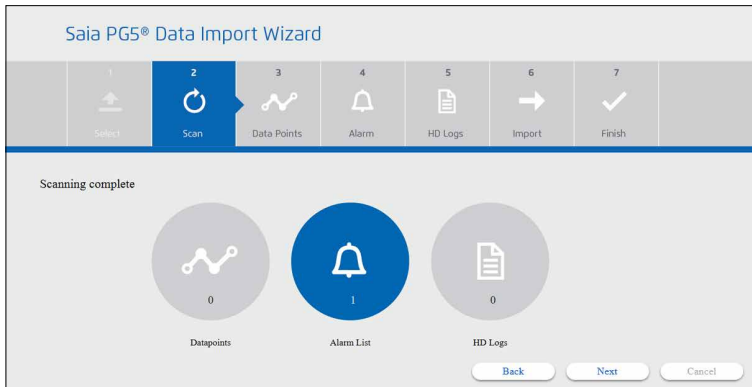 Saia PG5® Data Import Wizard
1
2
3
4
5
6
7
Select
Scan
Data Points
Alarm
HD Logs
Import
Finish
Scanning complete
0
1
0
Datapoints
Alarm List
HD Logs
Back
Next
Cancel